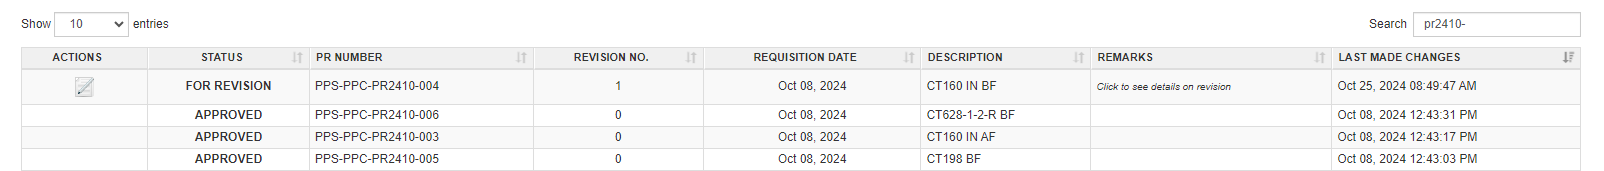 Show 10 entries Search pr2410-
ACTIONS STATUS PR NUMBER REVISION NO. REQUISITION DATE DESCRIPTION REMARKS LAST MADE CHANGES
FOR REVISION PPS-PPC-PR2410-004 1 Oct 08, 2024 CT160 IN BF Click to see details on revision Oct 25, 2024 08:49:47 AM
APPROVED PPS-PPC-PR2410-006 0 Oct 08, 2024 CT628-1-2-R BF Oct 08, 2024 12:43:31 PM
APPROVED PPS-PPC-PR2410-003 0 Oct 08, 2024 CT160 IN AF Oct 08, 2024 12:43:17 PM
APPROVED PPS-PPC-PR2410-005 0 Oct 08, 2024 CT198 BF Oct 08, 2024 12:43:03 PM